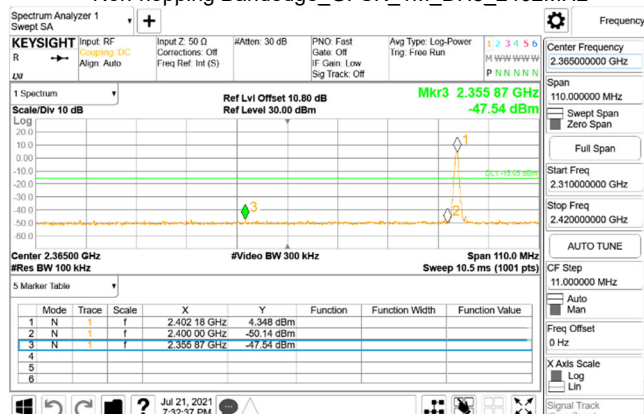 Spectrum Analyzer 1
Swept SA
+
Frequency
KEYSIGHT
R
LXI
Input: RF
Coupling: DC
Align: Auto
Input Z: 50 Ω
Corrections: Off
Freq Ref: Int (S)
#Atten: 30 dB
PNO: Fast
Gate: Off
IF Gain: Low
Sig Track: Off
Avg Type: Log-Power
Trig: Free Run
1 2 3 4 5 6
M W W W W W
P N N N N N
1 Spectrum
Scale/Div 10 dB
Ref Lvl Offset 10.80 dB
Ref Level 30.00 dBm
Mkr3 2.355 87 GHz
-47.54 dBm
Log
20.0
10.0
0.00
-10.0
-20.0
-30.0
-40.0
-50.0
-60.0
1
2
3
Center 2.36500 GHz
#Res BW 100 kHz
#Video BW 300 kHz
Span 110.0 MHz
Sweep 10.5 ms (1001 pts)
5 Marker Table
Mode Trace Scale X Y Function Function Width Function Value
1 N 1 f 2.402 18 GHz 4.348 dBm
2 N 1 f 2.400 00 GHz -50.14 dBm
3 N 1 f 2.355 87 GHz -47.54 dBm
4
5
6
Center Frequency
2.365000000 GHz
Span
110.000000 MHz
Swept Span
Zero Span
Full Span
Start Freq
2.310000000 GHz
Stop Freq
2.420000000 GHz
AUTO TUNE
CF Step
11.000000 MHz
Auto
Man
Freq Offset
0 Hz
X Axis Scale
Log
Lin
Signal Track
?
Jul 21, 2021
7:32:37 PM